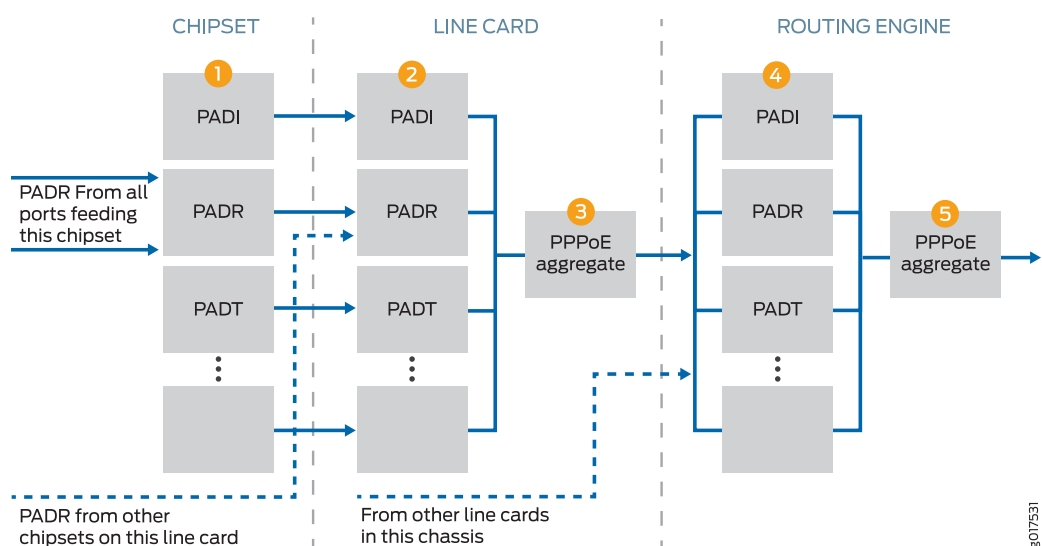 CHIPSET
LINE CARD
ROUTING ENGINE
1
2
4
PADI
PADI
PADI
PADR From all
ports feeding
this chipset
PADR
PADR
PADR
3
PPPoE
aggregate
5
PPPoE
aggregate
PADT
PADT
PADT
PADR from other
chipsets on this line card
From other line cards
in this chassis
g017531